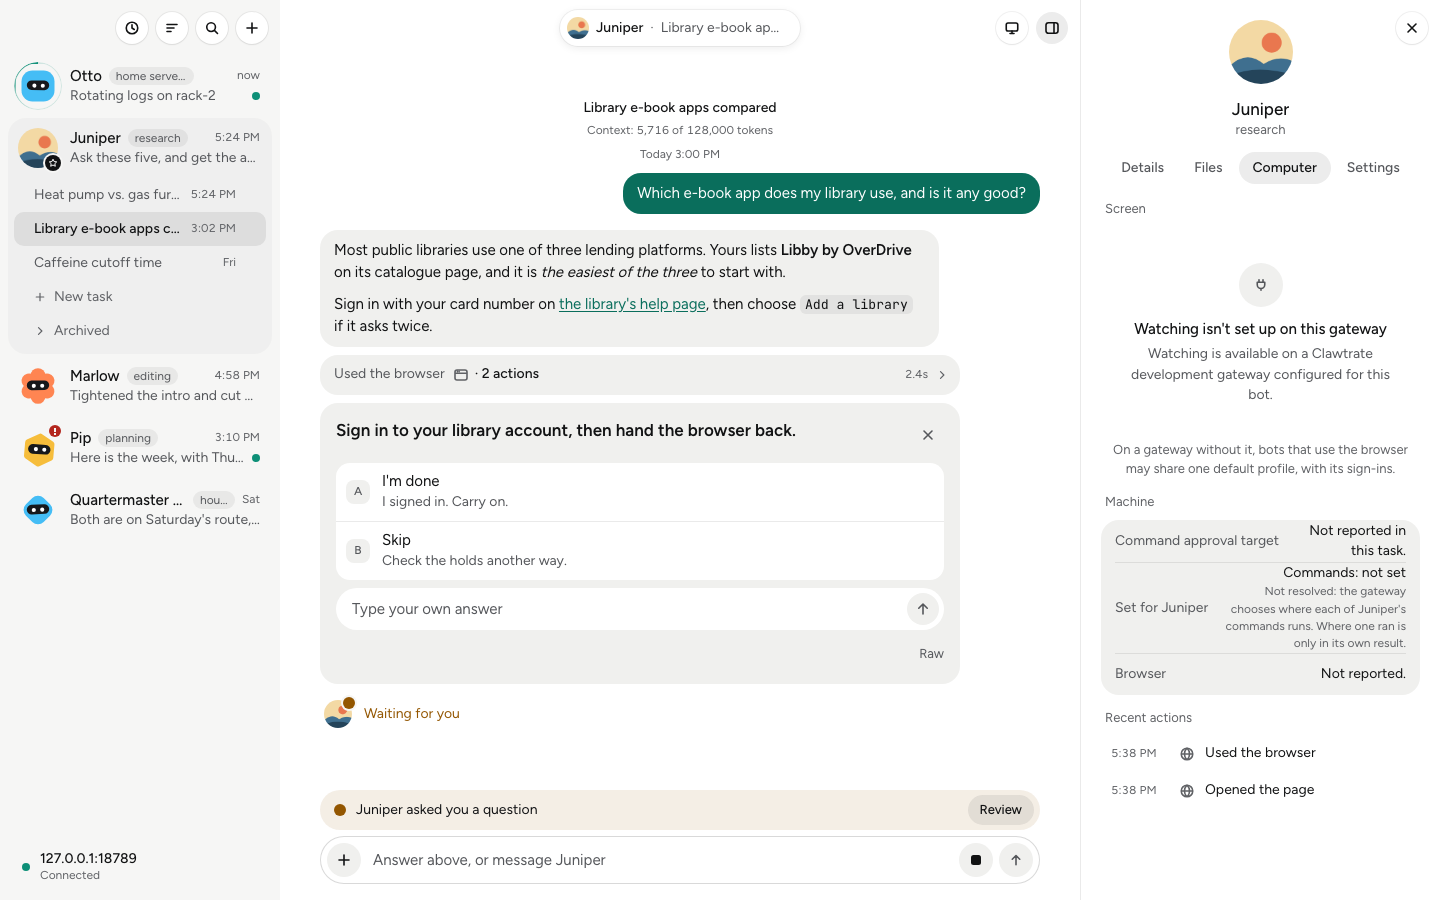 Otto
home serve...
now
Rotating logs on rack-2
Juniper
research
5:24 PM
Ask these five, and get the a...
Heat pump vs. gas fur...
5:24 PM
Library e-book apps c...
3:02 PM
Caffeine cutoff time
Fri
New task
Archived
Marlow
editing
4:58 PM
Tightened the intro and cut ...
Pip
planning
3:10 PM
Here is the week, with Thu...
Quartermaster ...
hou...
Sat
Both are on Saturday's route,...
127.0.0.1:18789
Connected
Juniper · Library e-book ap...
Library e-book apps compared
Context: 5,716 of 128,000 tokens
Today 3:00 PM
Which e-book app does my library use, and is it any good?
Most public libraries use one of three lending platforms. Yours lists Libby by OverDrive
on its catalogue page, and it is the easiest of the three to start with.
Sign in with your card number on the library's help page, then choose Add a library
if it asks twice.
Used the browser · 2 actions
2.4s
Sign in to your library account, then hand the browser back.
A
I'm done
I signed in. Carry on.
B
Skip
Check the holds another way.
Type your own answer
Raw
Waiting for you
Juniper asked you a question
Review
Answer above, or message Juniper
Juniper
research
Details
Files
Computer
Settings
Screen
Watching isn't set up on this gateway
Watching is available on a Clawtrate
development gateway configured for this
bot.
On a gateway without it, bots that use the browser
may share one default profile, with its sign-ins.
Machine
Command approval target
Not reported in
this task.
Set for Juniper
Commands: not set
Not resolved: the gateway
chooses where each of Juniper's
commands runs. Where one ran is
only in its own result.
Browser
Not reported.
Recent actions
5:38 PM
Used the browser
5:38 PM
Opened the page